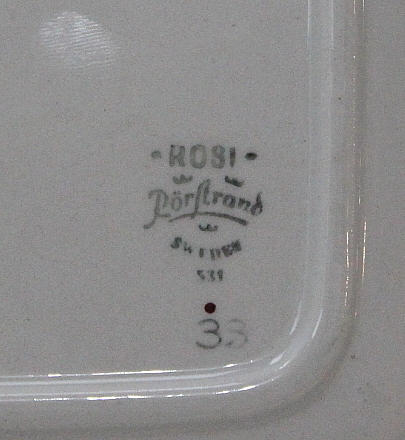 • ROSI •
Rörstrand
SWEDEN
531
33